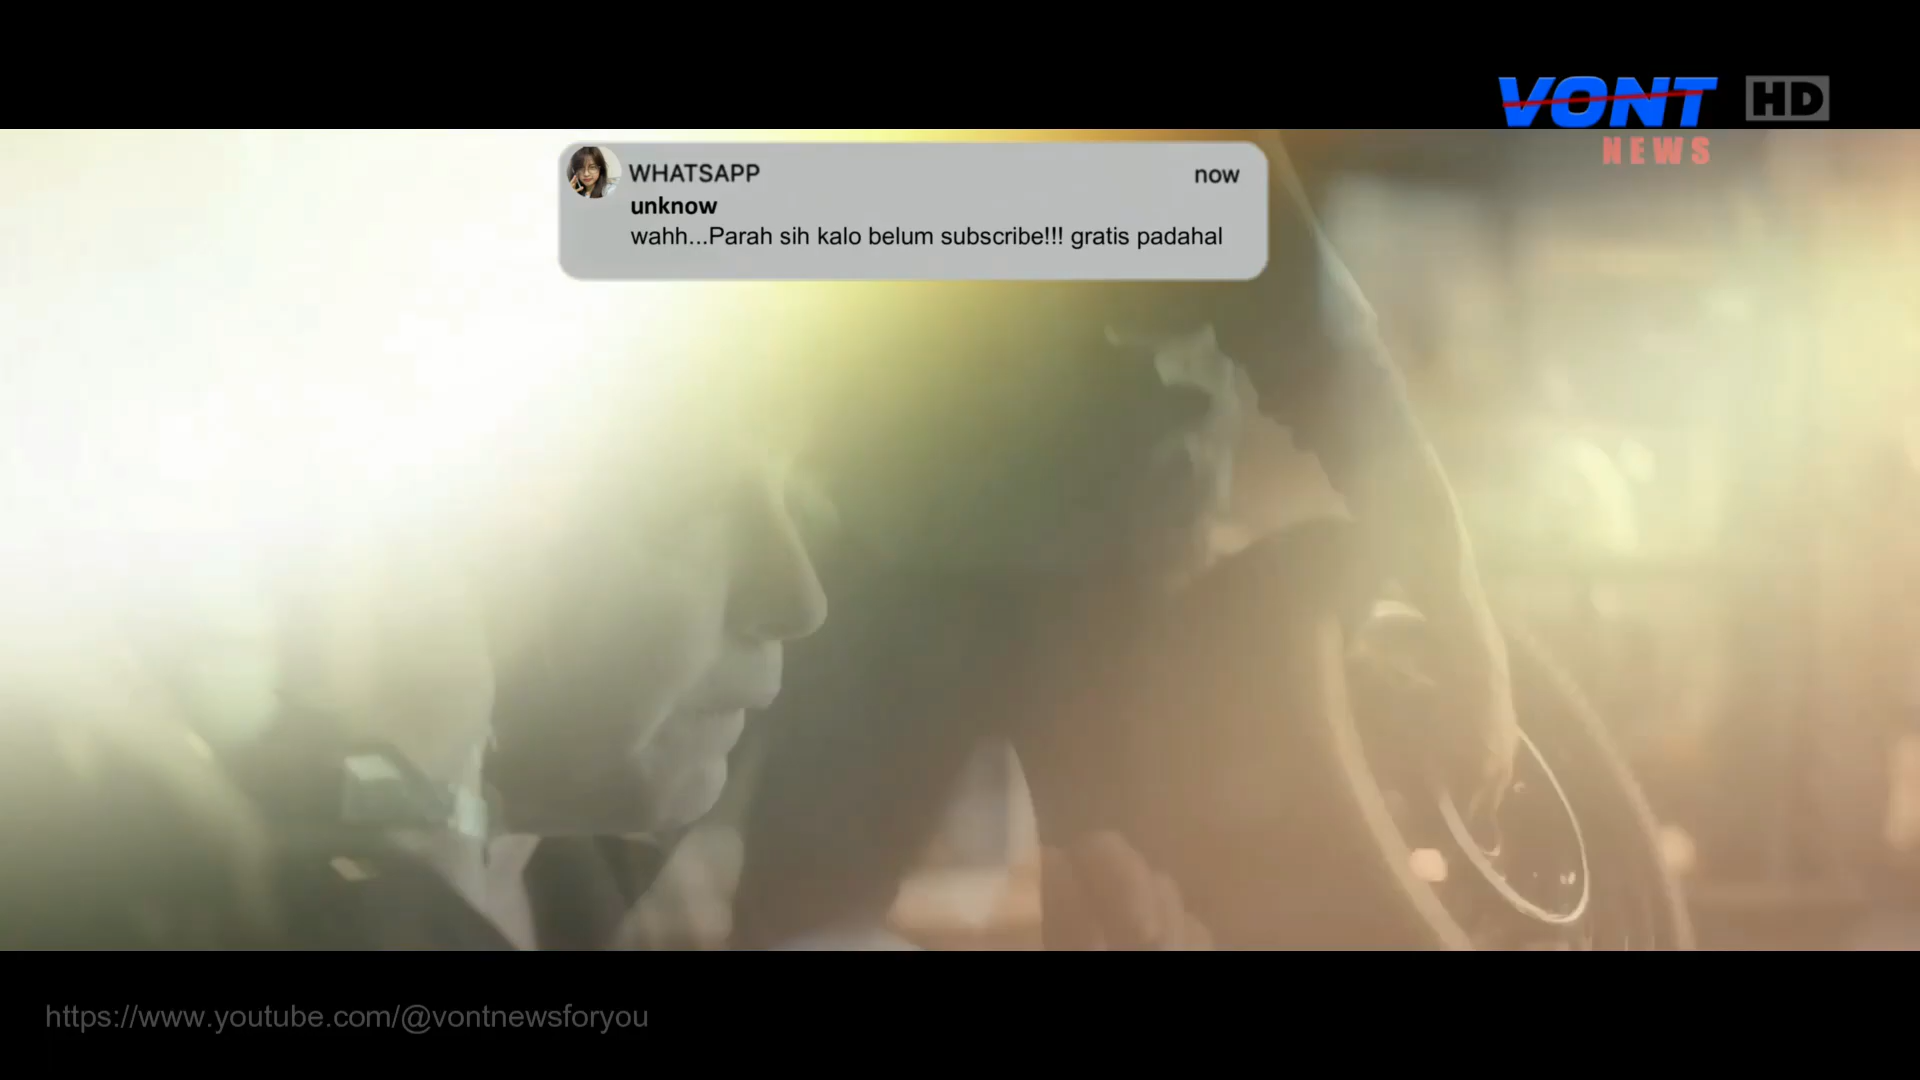 VONT HD
NEWS
WHATSAPP now
unknow
wahh...Parah sih kalo belum subscribe!!! gratis padahal
https://www.youtube.com/@vontnewsforyou